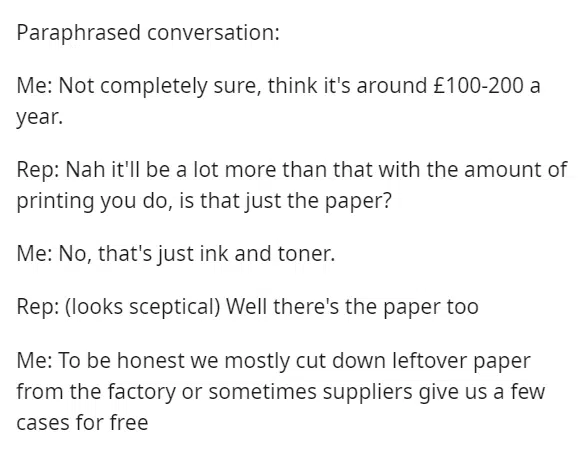 Paraphrased conversation:
Me: Not completely sure, think it's around £100-200 a
year.
Rep: Nah it'll be a lot more than that with the amount of
printing you do, is that just the paper?
Me: No, that's just ink and toner.
Rep: (looks sceptical) Well there's the paper too
Me: To be honest we mostly cut down leftover paper
from the factory or sometimes suppliers give us a few
cases for free